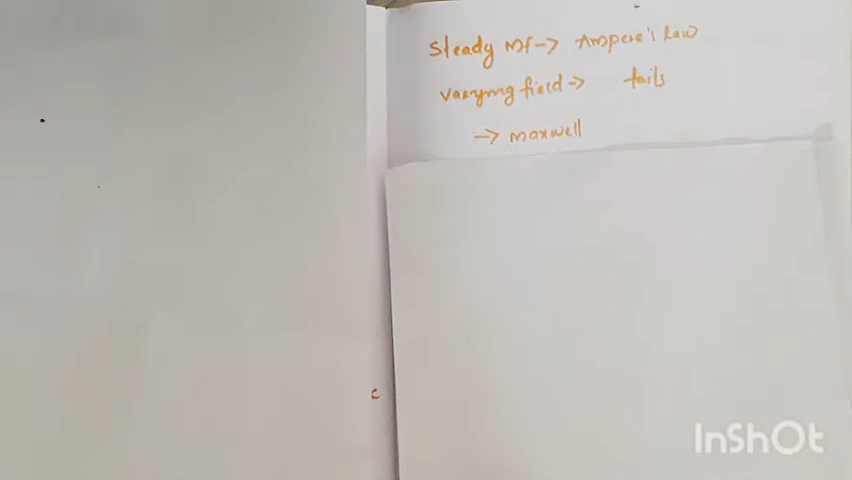 Steady Mf -> Ampere's law
Varying field -> fails
-> maxwell
c
InShOt